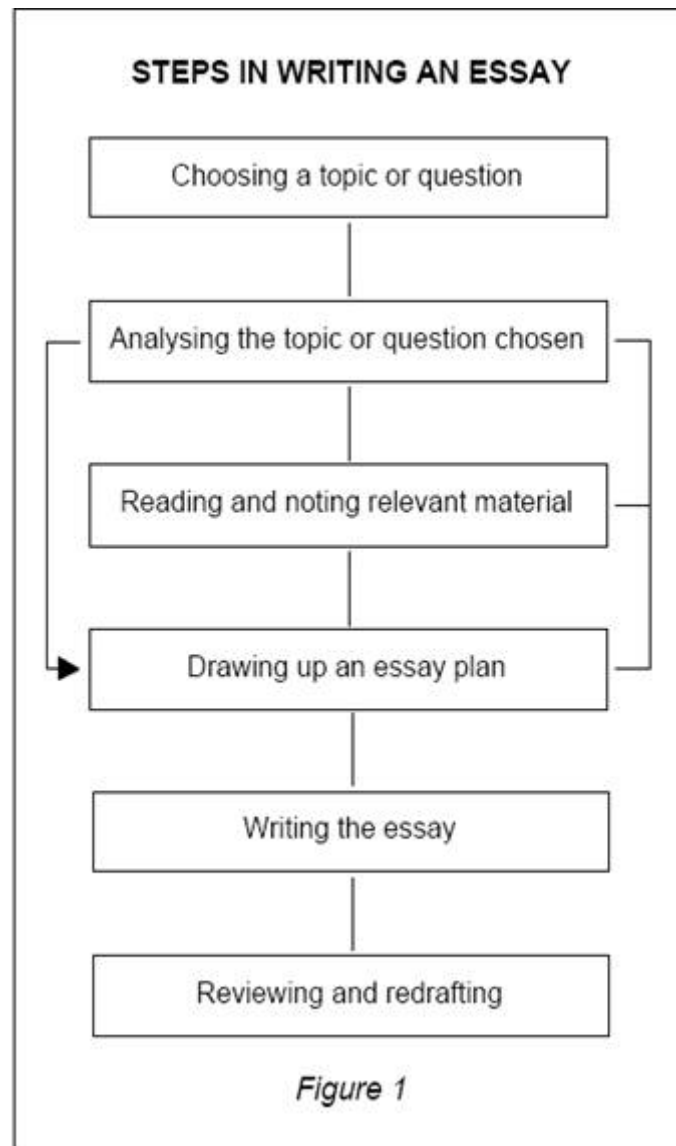 STEPS IN WRITING AN ESSAY
Choosing a topic or question
Analysing the topic or question chosen
Reading and noting relevant material
Drawing up an essay plan
Writing the essay
Reviewing and redrafting
Figure 1